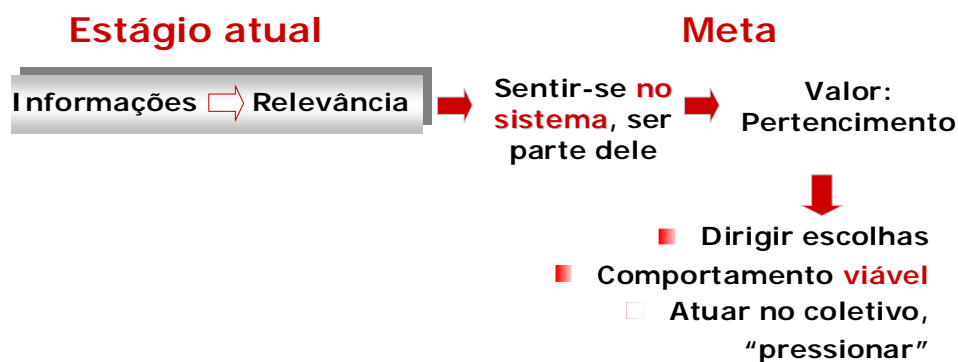 Estágio atual
Meta
Informações
Relevância
Sentir-se no
sistema, ser
parte dele
Valor:
Pertencimento
Dirigir escolhas
Comportamento viável
Atuar no coletivo,
“pressionar”